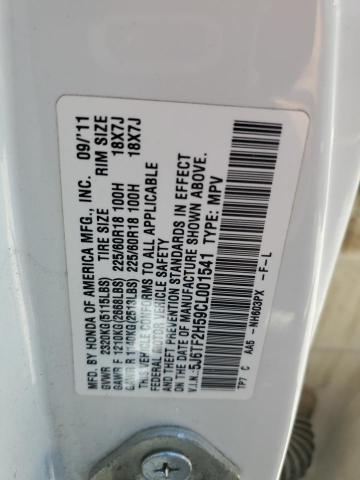 MFD. BY HONDA OF AMERICA MFG., INC. 09/'11
TIRE SIZE RIM SIZE
GVWR 2320KG(5115LBS)
GAWR F 1210KG(2668LBS) 225/60R18 100H 18X7J
GAWR R 1140KG(2513LBS) 225/60R18 100H 18X7J
THIS VEHICLE CONFORMS TO ALL APPLICABLE
FEDERAL MOTOR VEHICLE SAFETY
AND THEFT PREVENTION STANDARDS IN EFFECT
ON THE DATE OF MANUFACTURE SHOWN ABOVE.
V.I.N.:5J6TF2H59CL001541 TYPE: MPV
TP7 C AA5 -NH603PX -F-L